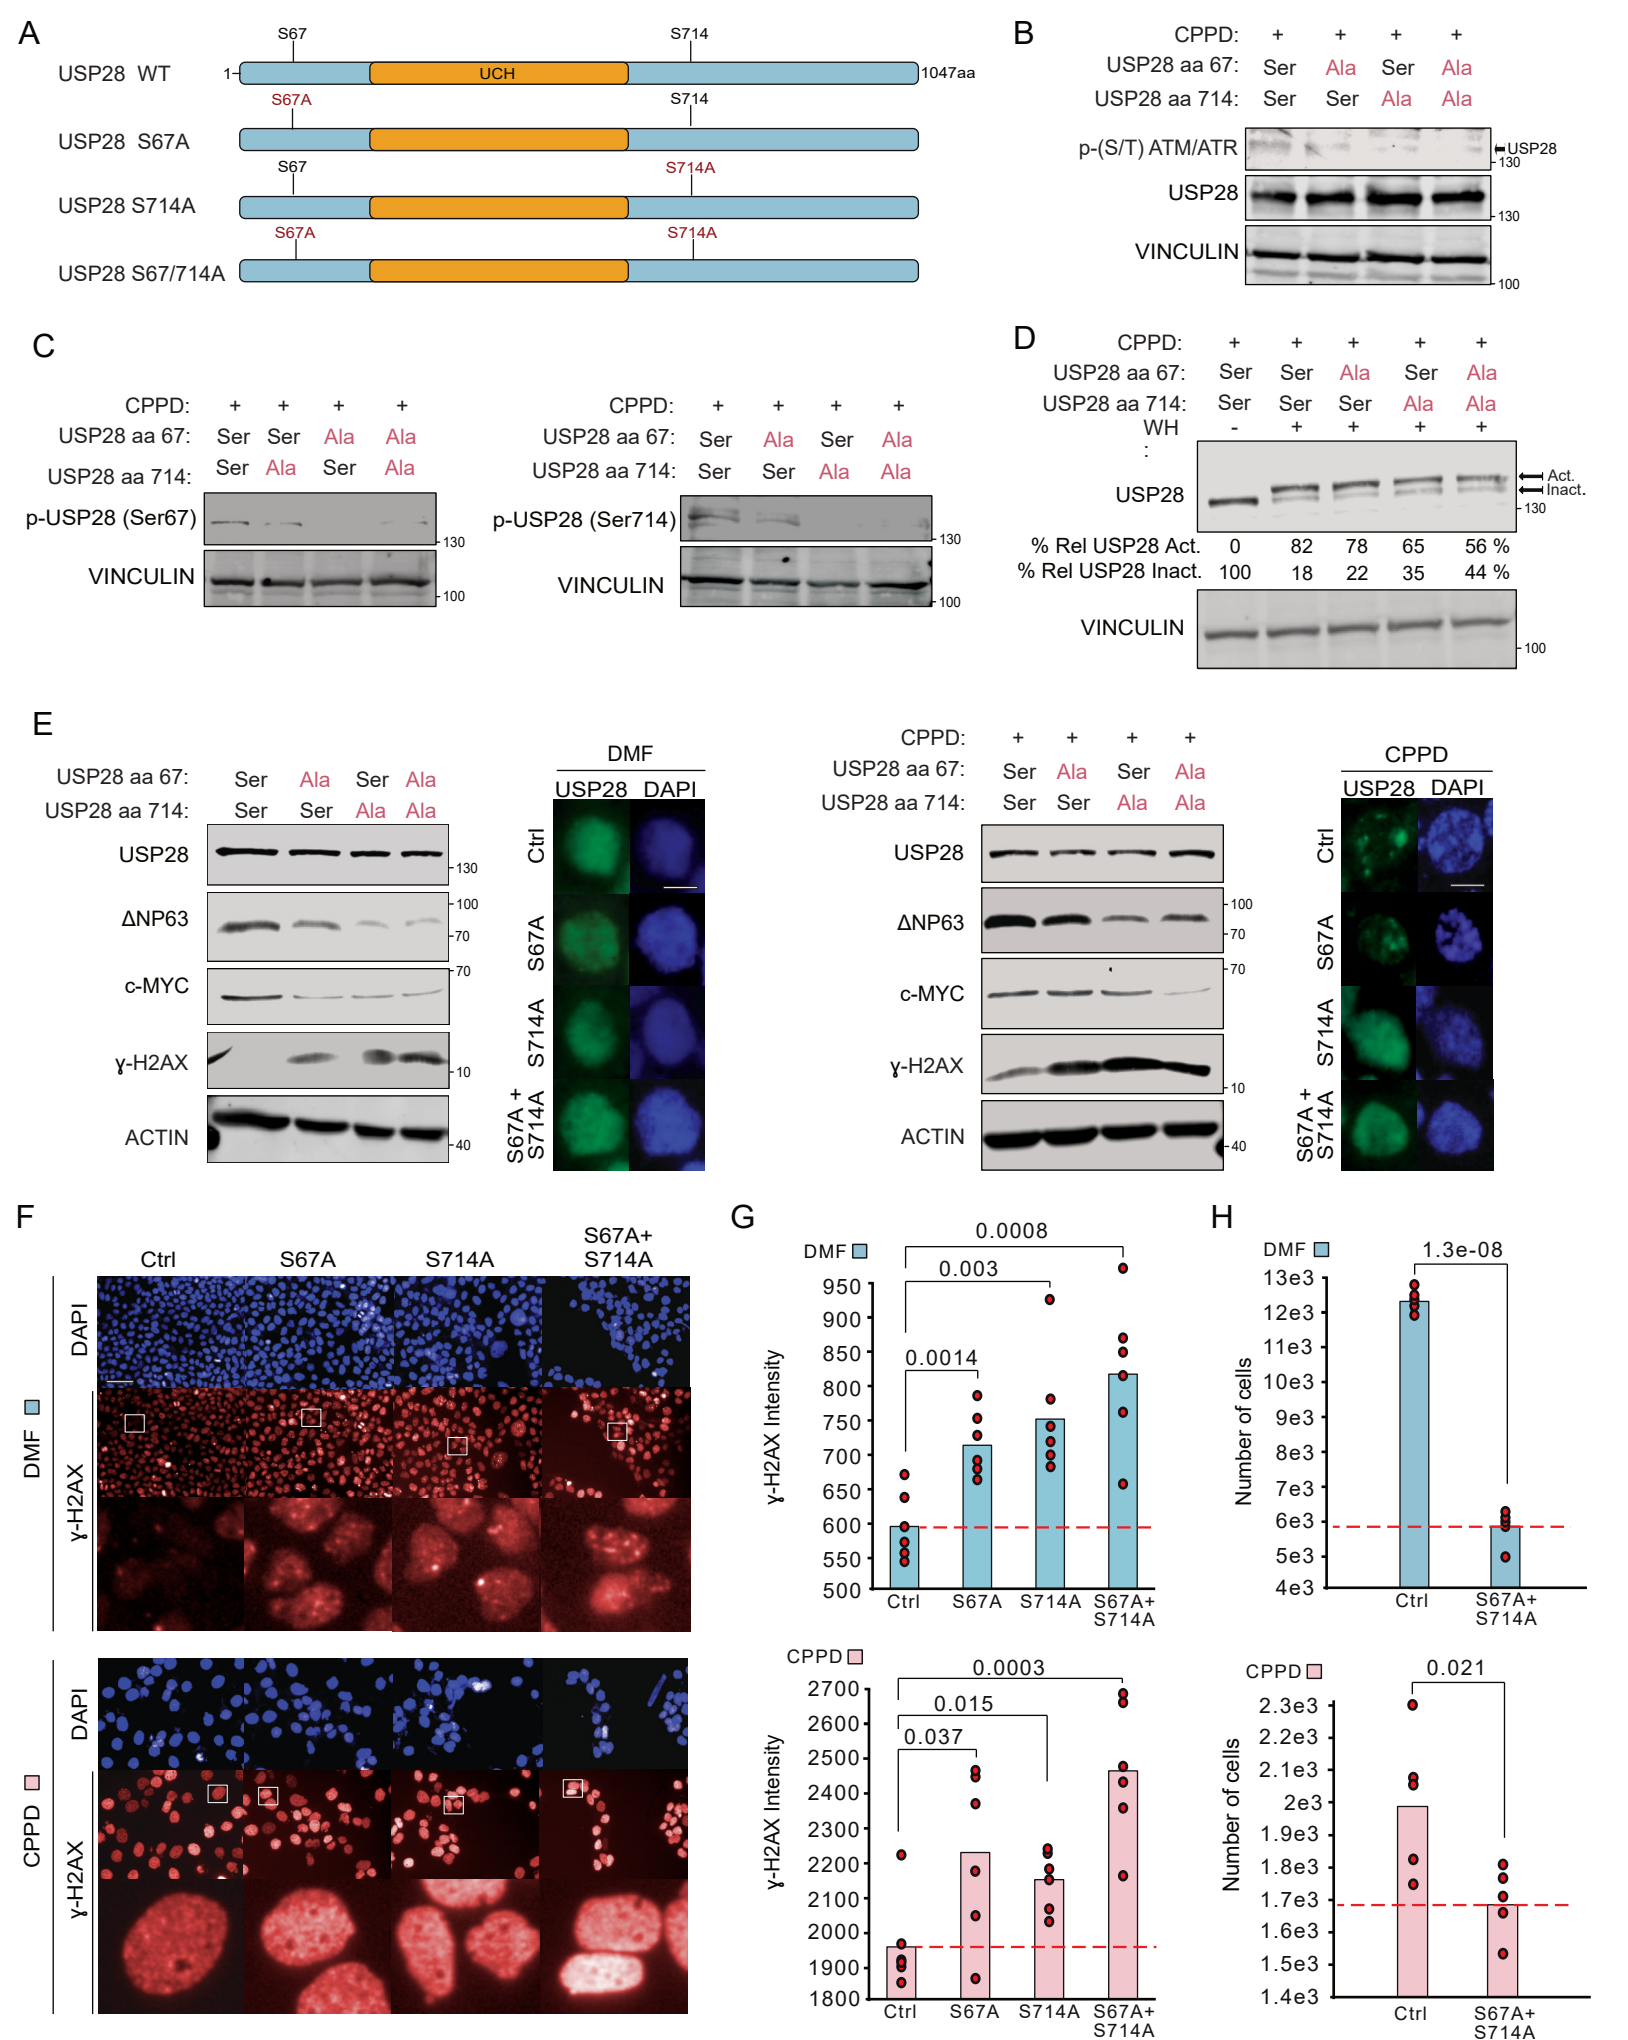 A
S67
S714
USP28 WT
1
UCH
1047aa
S67A
S714
USP28 S67A
S67
S714A
USP28 S714A
S67A
S714A
USP28 S67/714A
B
CPPD: + + + +
USP28 aa 67: Ser Ala Ser Ala
USP28 aa 714: Ser Ser Ala Ala
p-(S/T) ATM/ATR
USP28
130
USP28
130
VINCULIN
100
C
CPPD: + + + +
USP28 aa 67: Ser Ser Ala Ala
USP28 aa 714: Ser Ala Ser Ala
p-USP28 (Ser67)
130
VINCULIN
100
CPPD: + + + +
USP28 aa 67: Ser Ala Ser Ala
USP28 aa 714: Ser Ser Ala Ala
p-USP28 (Ser714)
130
VINCULIN
100
D
CPPD: + + + + +
USP28 aa 67: Ser Ser Ala Ser Ala
USP28 aa 714: Ser Ser Ser Ala Ala
WH - + + + +
:
USP28
Act.
Inact.
130
% Rel USP28 Act. 0 82 78 65 56 %
% Rel USP28 Inact. 100 18 22 35 44 %
VINCULIN
100
E
USP28 aa 67: Ser Ala Ser Ala
USP28 aa 714: Ser Ser Ala Ala
USP28
130
ΔNP63
100
70
c-MYC
70
ɣ-H2AX
10
ACTIN
40
DMF
USP28 DAPI
Ctrl
S67A
S714A
S67A +
S714A
CPPD: + + + +
USP28 aa 67: Ser Ala Ser Ala
USP28 aa 714: Ser Ser Ala Ala
USP28
ΔNP63
100
70
c-MYC
70
ɣ-H2AX
10
ACTIN
40
CPPD
USP28 DAPI
Ctrl
S67A
S714A
S67A +
S714A
F
Ctrl S67A S714A S67A+
S714A
DMF
DAPI
ɣ-H2AX
CPPD
DAPI
ɣ-H2AX
G
DMF
0.0008
0.003
0.0014
ɣ-H2AX Intensity
950
900
850
800
750
700
650
600
550
500
Ctrl S67A S714A S67A+
S714A
CPPD
0.0003
0.015
0.037
ɣ-H2AX Intensity
2700
2600
2500
2400
2300
2200
2100
2000
1900
1800
Ctrl S67A S714A S67A+
S714A
H
DMF
1.3e-08
Number of cells
13e3
12e3
11e3
10e3
9e3
8e3
7e3
6e3
5e3
4e3
Ctrl S67A+
S714A
CPPD
0.021
Number of cells
2.3e3
2.2e3
2.1e3
2e3
1.9e3
1.8e3
1.7e3
1.6e3
1.5e3
1.4e3
Ctrl S67A+
S714A